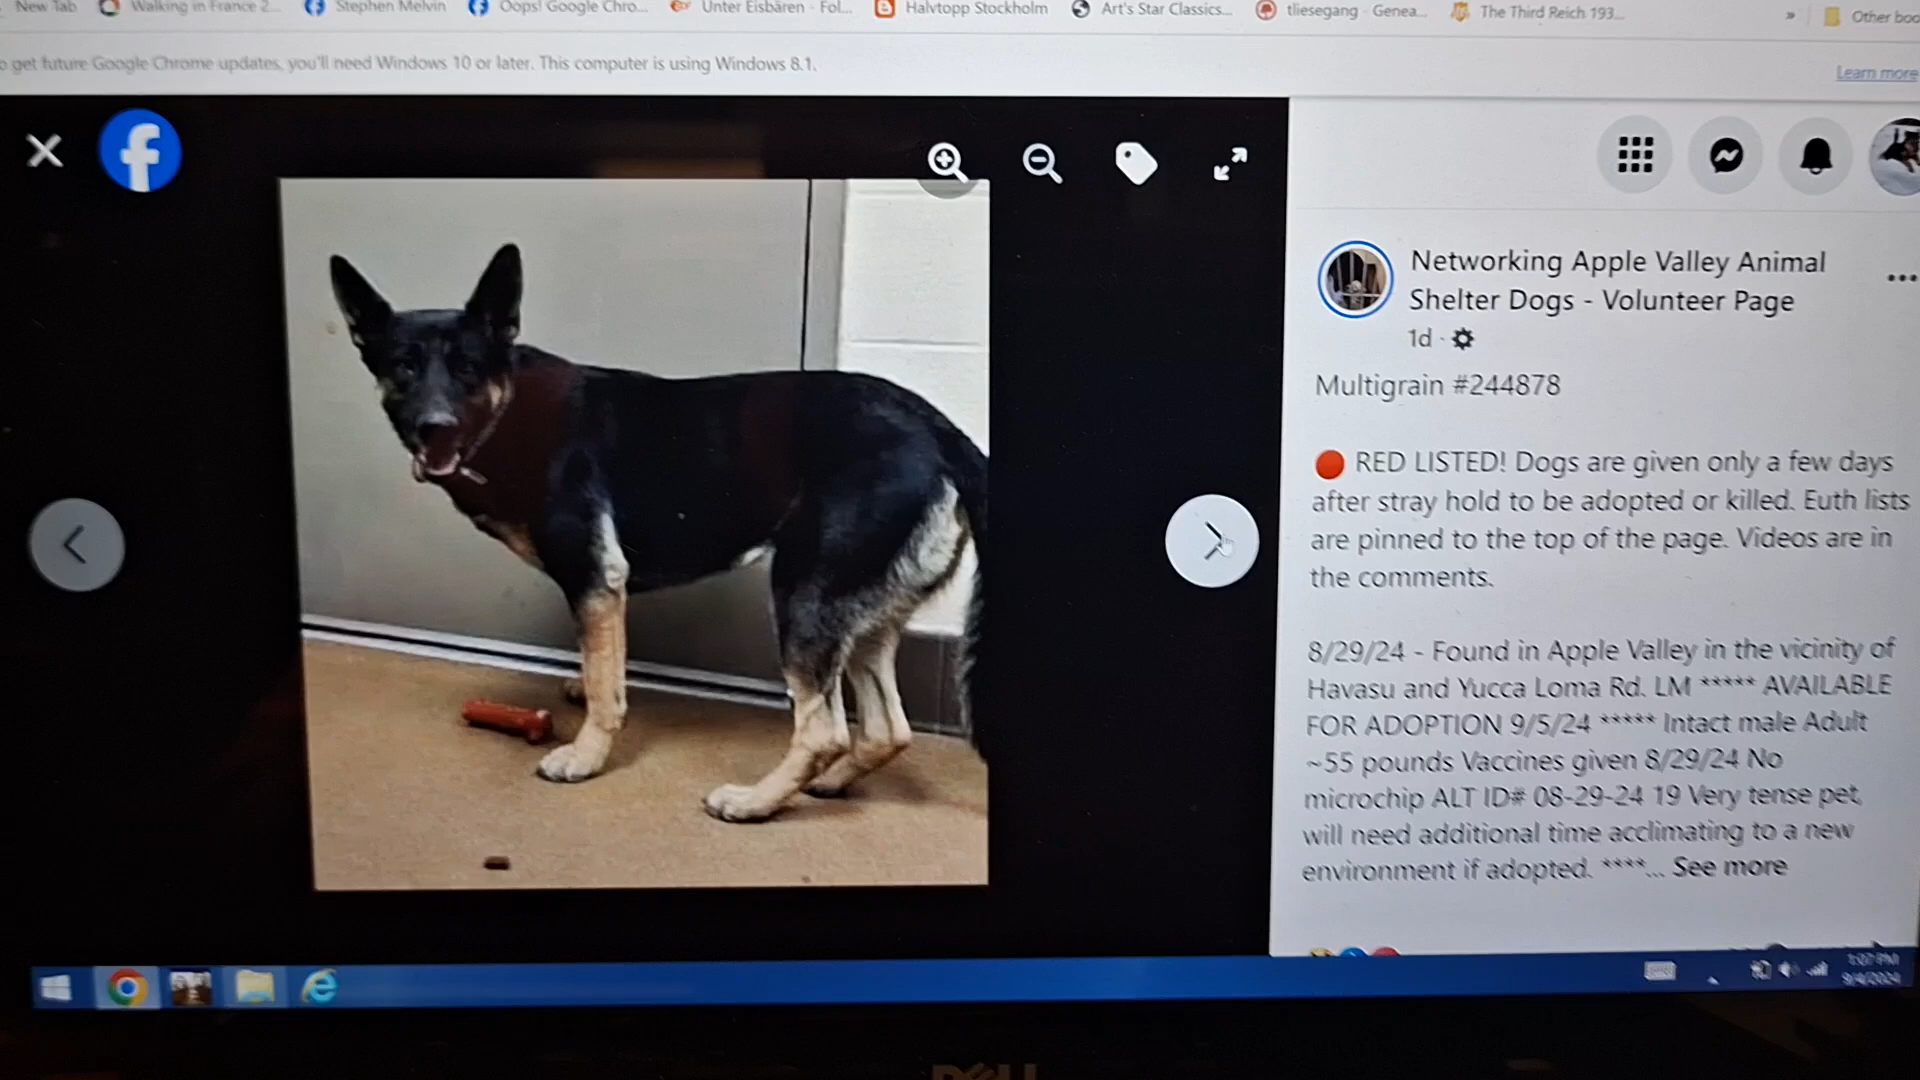 New Tab Walking in France 2... Stephen Melvin Oops! Google Chro... Unter Eisbären - Fol... Halvtopp Stockholm Art's Star Classics... tliesegang - Genea... The Third Reich 193... » Other boo
o get future Google Chrome updates, you'll need Windows 10 or later. This computer is using Windows 8.1.
Learn more
Networking Apple Valley Animal
Shelter Dogs - Volunteer Page
1d ·
Multigrain #244878
RED LISTED! Dogs are given only a few days
after stray hold to be adopted or killed. Euth lists
are pinned to the top of the page. Videos are in
the comments.
8/29/24 - Found in Apple Valley in the vicinity of
Havasu and Yucca Loma Rd. LM ***** AVAILABLE
FOR ADOPTION 9/5/24 ***** Intact male Adult
~55 pounds Vaccines given 8/29/24 No
microchip ALT ID# 08-29-24 19 Very tense pet,
will need additional time acclimating to a new
environment if adopted. ****... See more
1:07 PM
9/4/2024
DELL